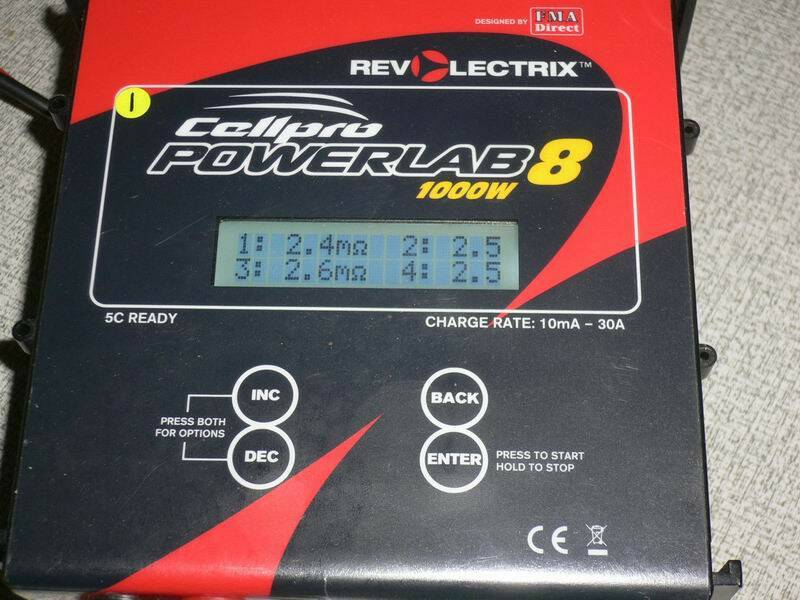 DESIGNED BY FMA Direct
REVOLECTRIX™
1
Cellpro
POWERLAB 8
1000W
1: 2.4mΩ 2: 2.5
3: 2.6mΩ 4: 2.5
5C READY
CHARGE RATE: 10mA – 30A
INC
BACK
PRESS BOTH
FOR OPTIONS
DEC
ENTER
PRESS TO START
HOLD TO STOP
CE